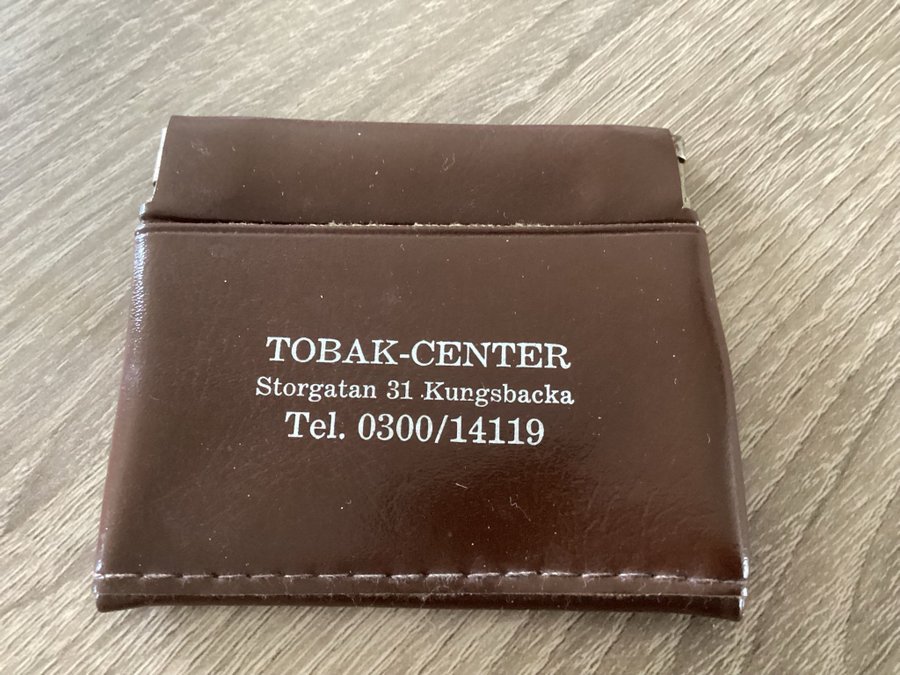 TOBAK-CENTER
Storgatan 31 Kungsbacka
Tel. 0300/14119